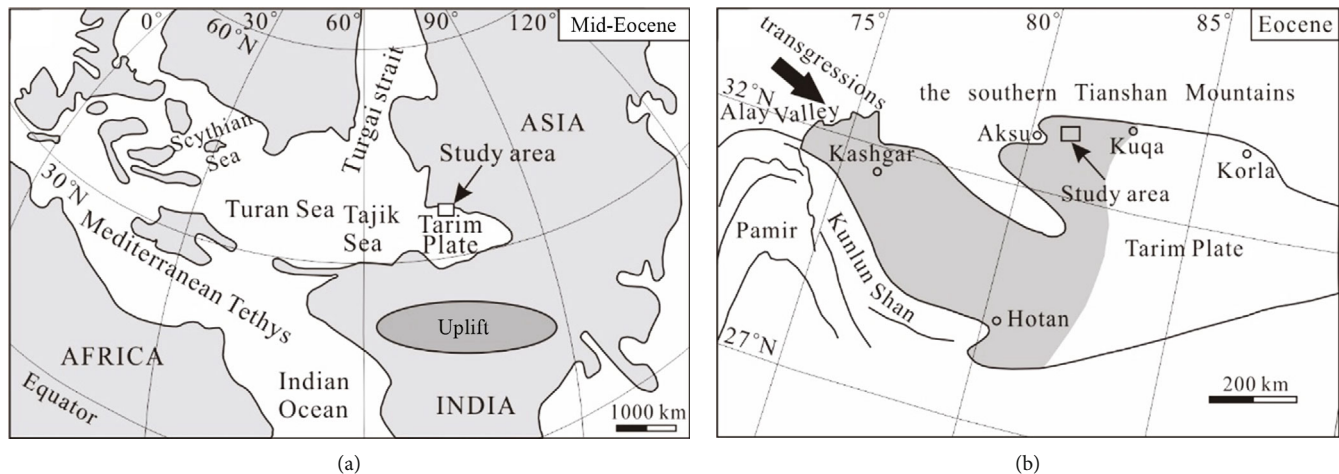 0°
30°
60°
90°
120°
Mid-Eocene
60°N
Turgai strait
Scythian
Sea
ASIA
Study area
30°N
Turan Sea
Tajik
Sea
Tarim
Plate
Mediterranean Tethys
Uplift
AFRICA
Indian
Ocean
INDIA
Equator
1000 km
(a)
75
80
85
Eocene
transgressions
32°N
the southern Tianshan Mountains
Alay Valley
Aksu
Kuqa
Kashgar
Korla
Study area
Pamir
Kunlun Shan
Tarim Plate
Hotan
27°N
200 km
(b)